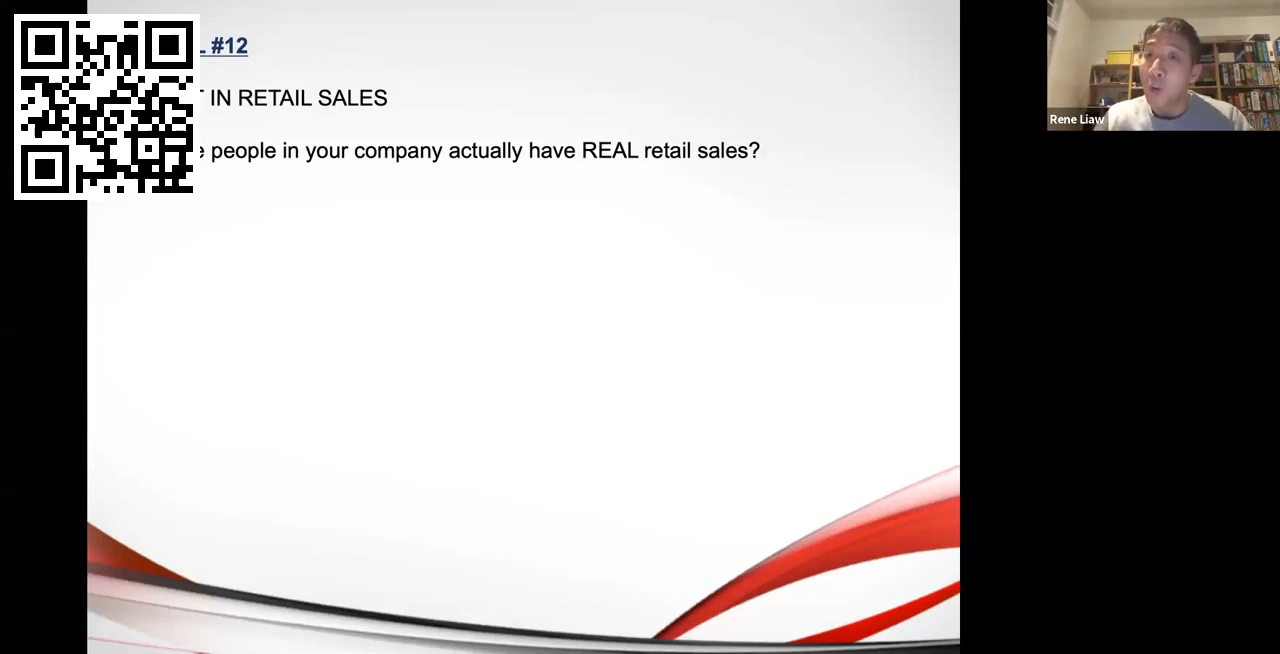 #12
T IN RETAIL SALES
e people in your company actually have REAL retail sales?
Rene Liaw